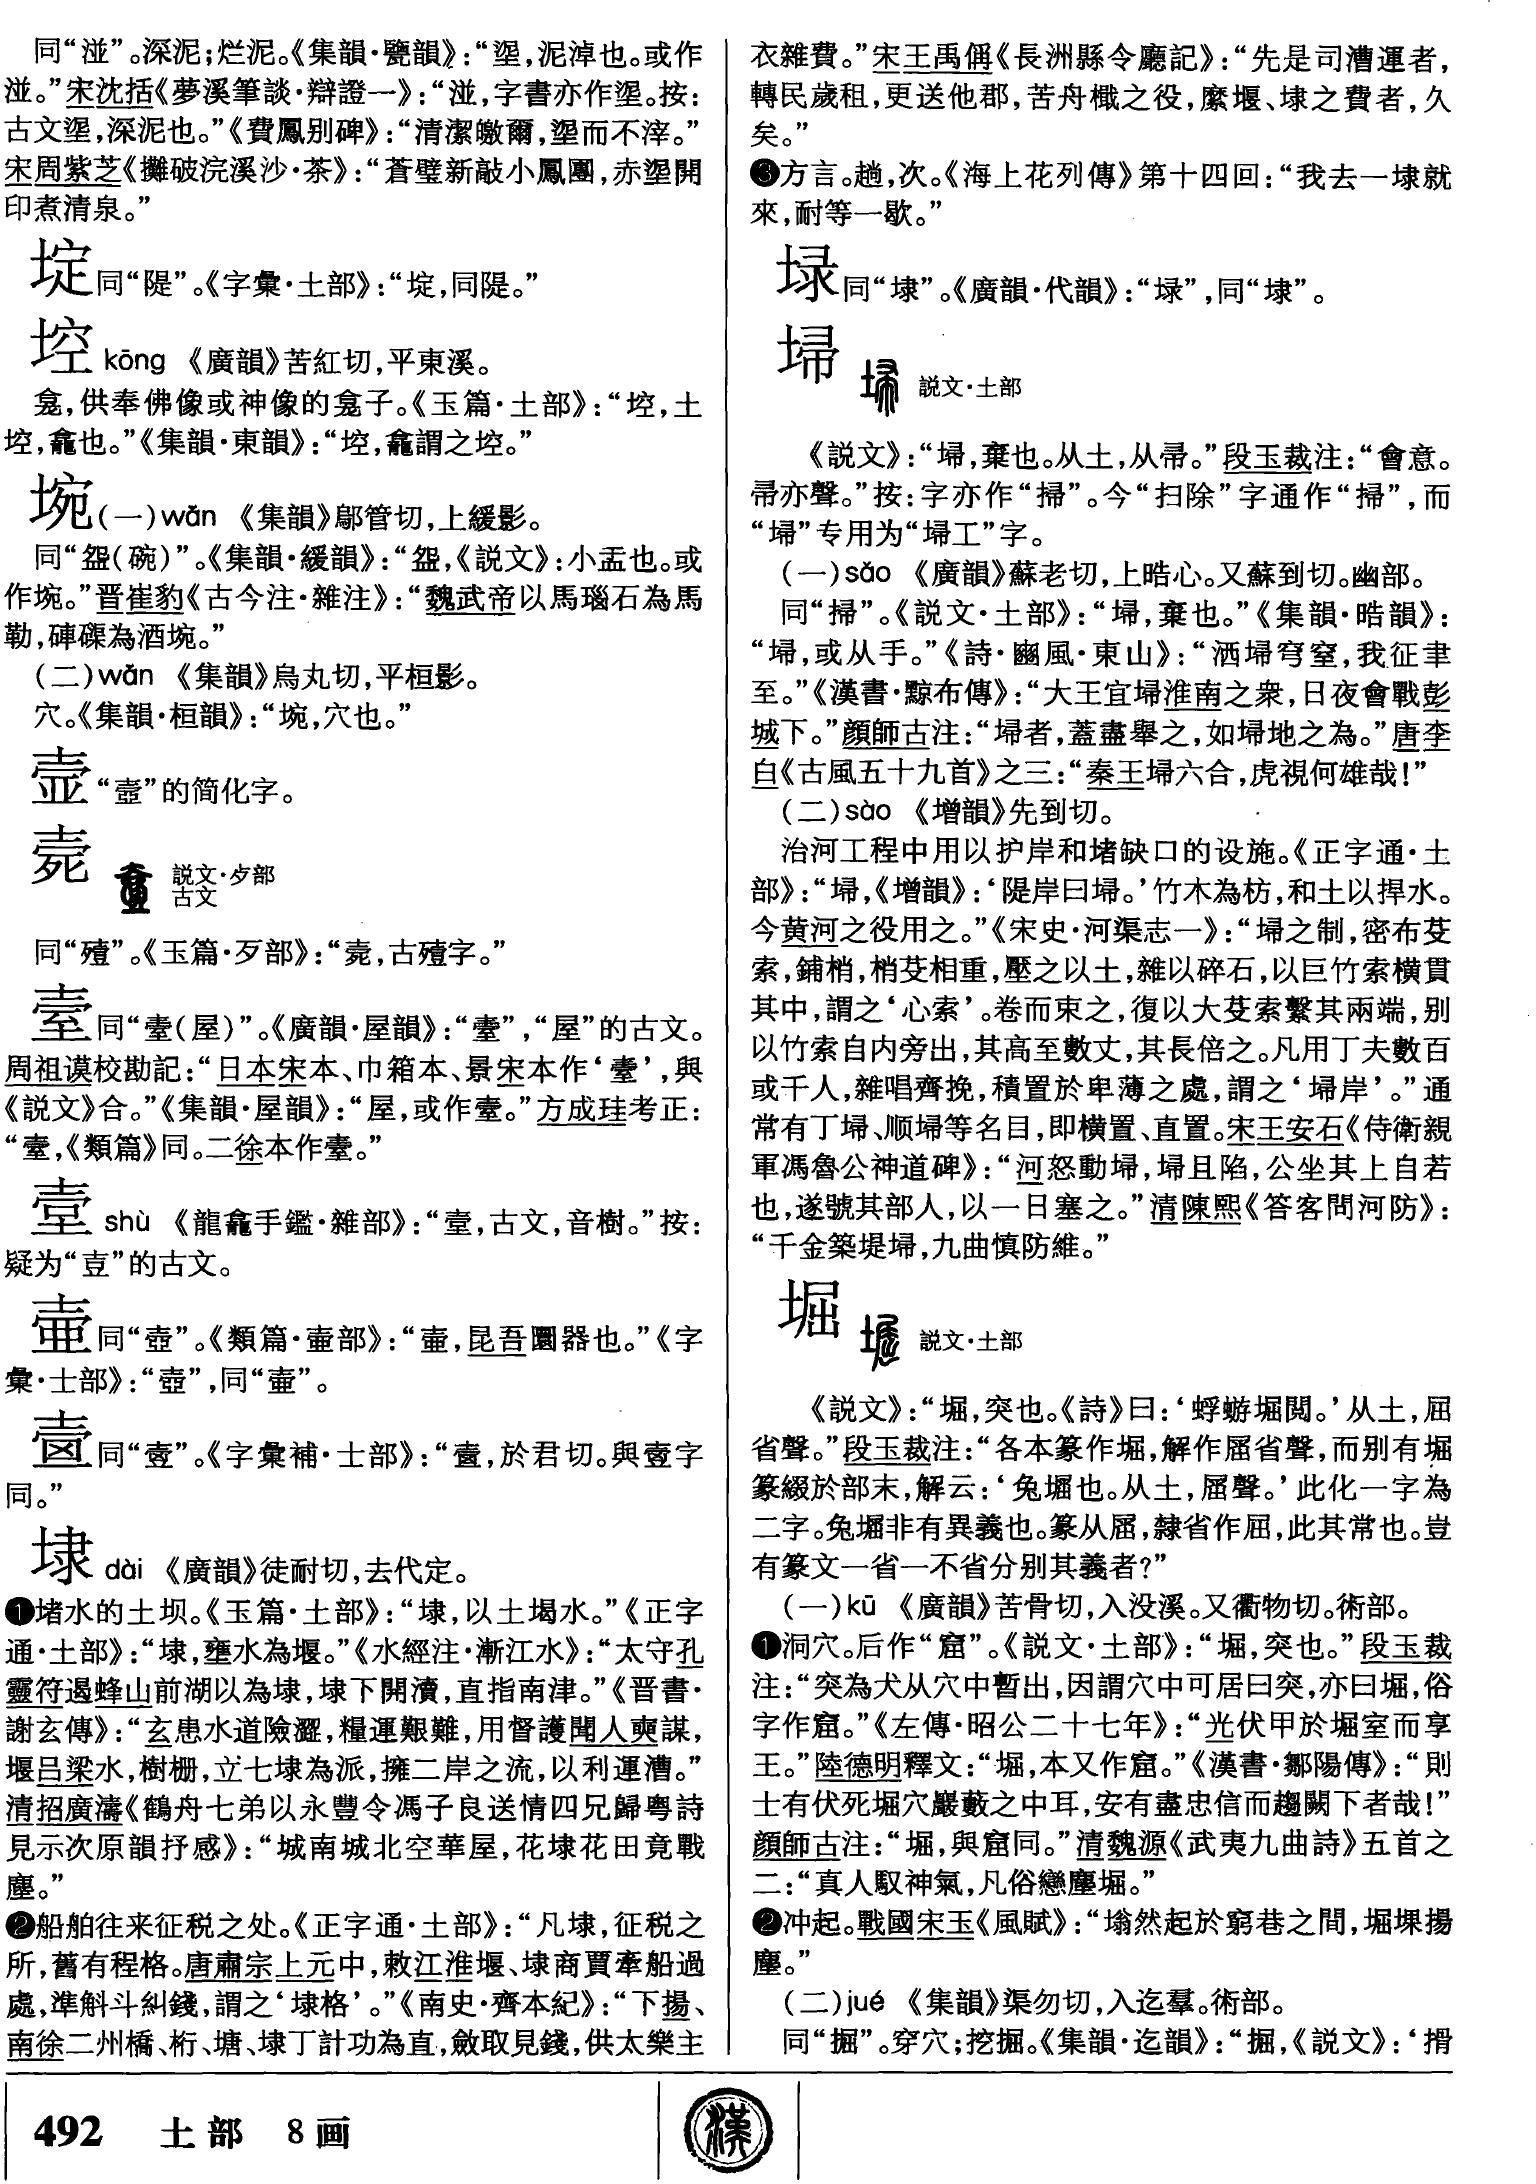 同“湴”。深泥；烂泥。《集韻·䰍韻》：“埿，泥淖也。或作
湴。”宋沈括《夢溪筆談·辯證一》：“湴，字書亦作埿。按：
古文埿，深泥也。”《費鳳别碑》：“清潔皦爾，埿而不滓。”
宋周紫芝《攤破浣溪沙·茶》：“蒼璧新敲小鳳團，赤埿開
印煮清泉。”
埞同“隄”。《字彙·土部》：“埞，同隄。”
埪 kōng 《廣韻》苦紅切，平東溪。
龛，供奉佛像或神像的龛子。《玉篇·土部》：“埪，土
埪，龕也。”《集韻·東韻》：“埪，龕謂之埪。”
埦(一)wǎn 《集韻》鄔管切，上緩影。
同“盌(碗)”。《集韻·緩韻》：“盌，《説文》：小盂也。或
作埦。”晋崔豹《古今注·雜注》：“魏武帝以馬瑙石為馬
勒，硨磲為酒埦。”
(二)wān 《集韻》烏丸切，平桓影。
穴。《集韻·桓韻》：“埦，穴也。”
“壼”的简化字。
説文·歺部
古文
同“殪”。《玉篇·歹部》：“，古殪字。”
同“臺(屋)”。《廣韻·屋韻》：“”，“屋”的古文。
周祖谟校勘記：“日本宋本、巾箱本、景宋本作‘’，與
《説文》合。”《集韻·屋韻》：“屋，或作。”方成珪考正：
“，《類篇》同。二徐本作。”
shù 《龍龕手鑑·雜部》：“，古文，音樹。”按：
疑为“壴”的古文。
同“壺”。《類篇·壷部》：“，昆吾圜器也。”《字
彙·士部》：“壺”，同“”。
同“壹”。《字彙補·士部》：“，於君切。與字
同。”
埭 dài 《廣韻》徒耐切，去代定。
❶堵水的土坝。《玉篇·土部》：“埭，以土堨水。”《正字
通·土部》：“埭，壅水為堰。”《水經注·漸江水》：“太守孔
靈符遏蜂山前湖以為埭，埭下開瀆，直指南津。”《晋書·
謝玄傳》：“玄患水道險澀，糧運艱難，用督護聞人奭謀，
堰吕梁水，樹栅，立七埭為派，擁二岸之流，以利運漕。”
清招廣濤《鶴舟七弟以永豐令馮子良送情四兄歸粤詩
見示次原韻抒感》：“城南城北空華屋，花埭花田竟戰
塵。”
❷船舶往来征税之处。《正字通·土部》：“凡埭，征税之
所，舊有程格。唐肅宗上元中，敕江淮堰、埭商賈牽船過
處，準斛斗糾錢，謂之‘埭格’。”《南史·齊本紀》：“下揚、
南徐二州橋、桁、塘、埭丁計功為直，斂取見錢，供太樂主
衣雜費。”宋王禹偁《長洲縣令廳記》：“先是司漕運者，
轉民歲租，更送他郡，苦舟檝之役，縻堰、埭之費者，久
矣。”
❸方言。趟，次。《海上花列傳》第十四回：“我去一埭就
來，耐等一歇。”
埭同“埭”。《廣韻·代韻》：“”，同“埭”。
埽 説文·土部
《説文》：“埽，棄也。从土，从帚。”段玉裁注：“會意。
帚亦聲。”按：字亦作“掃”。今“扫除”字通作“掃”，而
“埽”专用为“埽工”字。
(一)sǎo 《廣韻》蘇老切，上晧心。又蘇到切。幽部。
同“掃”。《説文·土部》：“埽，棄也。”《集韻·晧韻》：
“埽，或从手。”《詩·豳風·東山》：“洒埽穹窒，我征聿
至。”《漢書·黥布傳》：“大王宜埽淮南之衆，日夜會戰彭
城下。”顔師古注：“埽者，蓋盡舉之，如埽地之為。”唐李
白《古風五十九首》之三：“秦王埽六合，虎視何雄哉！”
(二)sào 《增韻》先到切。
治河工程中用以护岸和堵缺口的设施。《正字通·土
部》：“埽，《增韻》：‘隄岸曰埽。’竹木為枋，和土以捍水。
今黄河之役用之。”《宋史·河渠志一》：“埽之制，密布芟
索，鋪梢，梢芟相重，壓之以土，雜以碎石，以巨竹索横貫
其中，謂之‘心索’。卷而束之，復以大芟索繫其兩端，别
以竹索自内旁出，其高至數丈，其長倍之。凡用丁夫數百
或千人，雜唱齊挽，積置於卑薄之處，謂之‘埽岸’。”通
常有丁埽、顺埽等名目，即横置、直置。宋王安石《侍衛親
軍馮魯公神道碑》：“河怒動埽，埽且陷，公坐其上自若
也，遂號其部人，以一日塞之。”清陳熙《答客問河防》：
“千金築堤埽，九曲慎防維。”
堀 説文·土部
《説文》：“堀，突也。《詩》曰：‘蜉蝣堀閲。’从土，屈
省聲。”段玉裁注：“各本篆作堀，解作屈省聲，而别有堀
篆綴於部末，解云：‘兔堀也。从土，屈聲。’此化一字為
二字。兔堀非有異義也。篆从屈，隸省作屈，此其常也。豈
有篆文一省一不省分别其義者？”
(一)kū 《廣韻》苦骨切，入没溪。又衢物切。術部。
❶洞穴。后作“窟”。《説文·土部》：“堀，突也。”段玉裁
注：“突為犬从穴中暫出，因謂穴中可居曰突，亦曰堀，俗
字作窟。”《左傳·昭公二十七年》：“光伏甲於堀室而享
王。”陸德明釋文：“堀，本又作窟。”《漢書·鄒陽傳》：“則
士有伏死堀穴巖藪之中耳，安有盡忠信而趨闕下者哉！”
顔師古注：“堀，與窟同。”清魏源《武夷九曲詩》五首之
二：“真人馭神氣，凡俗戀塵堀。”
❷冲起。戰國宋玉《風賦》：“塕然起於窮巷之間，堀堁揚
塵。”
(二)jué 《集韻》渠勿切，入迄羣。術部。
同“掘”。穿穴；挖掘。《集韻·迄韻》：“掘，《説文》：‘搰
492 土部 8画
漢